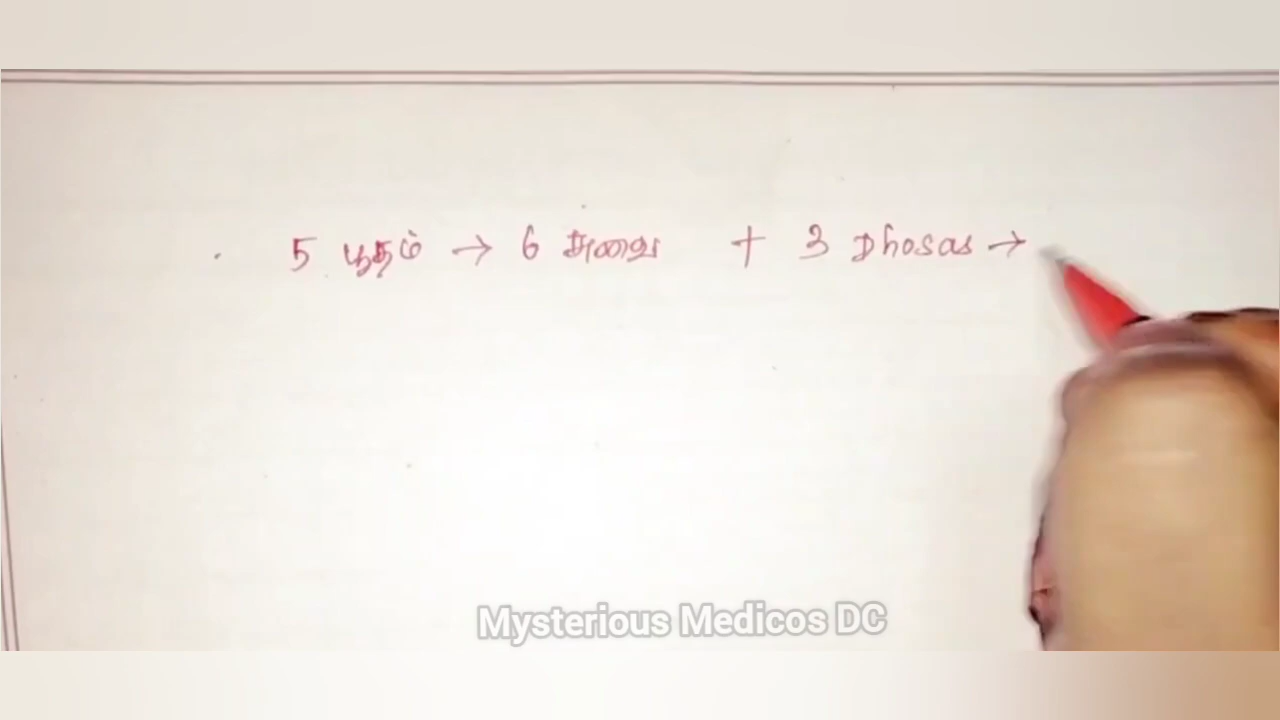 5 பூதம் → 6 சுவை + 3 Dhosas →
Mysterious Medicos DC